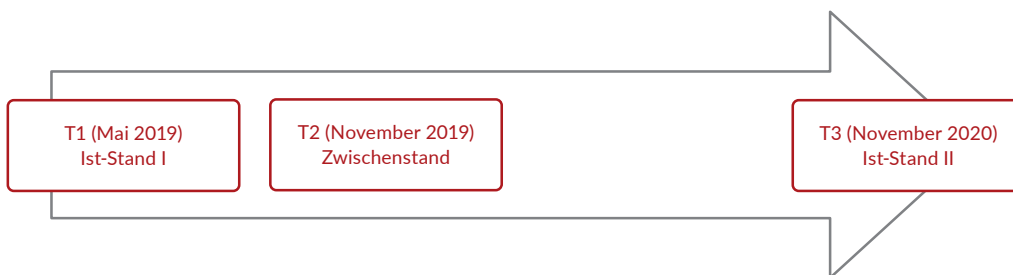 T1 (Mai 2019)
Ist-Stand I
T2 (November 2019)
Zwischenstand
T3 (November 2020)
Ist-Stand II